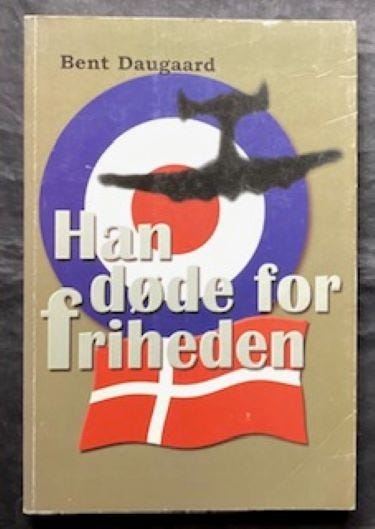 Bent Daugaard
Han
døde for
friheden